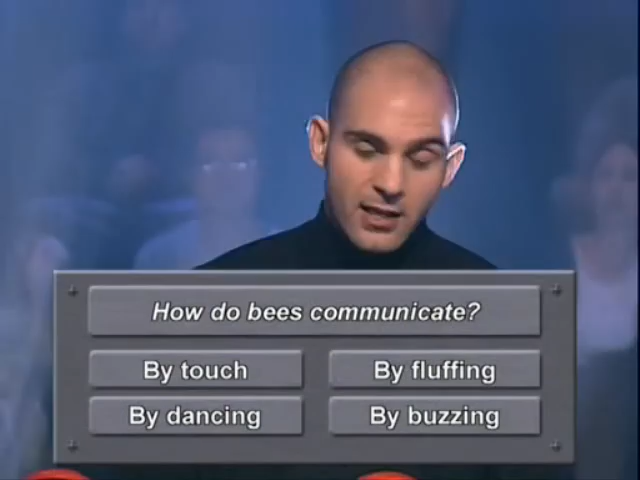 How do bees communicate?
By touch
By fluffing
By dancing
By buzzing